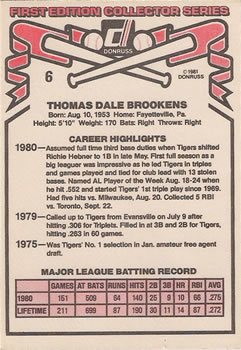 FIRST EDITION COLLECTOR SERIES
DONRUSS
©1981
DONRUSS
6
THOMAS DALE BROOKENS
Born: Aug. 10, 1953 Home: Fayetteville, Pa.
Height: 5'10" Weight: 170 Bats: Right Throws: Right
CAREER HIGHLIGHTS
1980— Assumed full time third base duties when Tigers shifted
Richie Hebner to 1B in late May. First full season as a
big leaguer was impressive as he led Tigers in triples
and games played and tied for club lead with 13 stolen
bases. Named AL Player of the Week Aug. 18-24 when
he hit .552 and started Tigers' 1st triple play since 1969.
Had five hits vs. Milwaukee, Aug. 20. Collected 5 RBI
vs. Toronto, Sept. 22.
1979— Called up to Tigers from Evansville on July 9 after
hitting .306 for Triplets. Filled in at 3B and 2B for Tigers,
hitting .263 in 60 games.
1975— Was Tigers' No. 1 selection in Jan. amateur free agent
draft.
MAJOR LEAGUE BATTING RECORD
GAMES AT BATS RUNS HITS 2B 3B HR RBI AVG
1980 151 509 64 140 25 9 10 66 .275
LIFETIME 211 699 87 190 30 11 14 87 .272